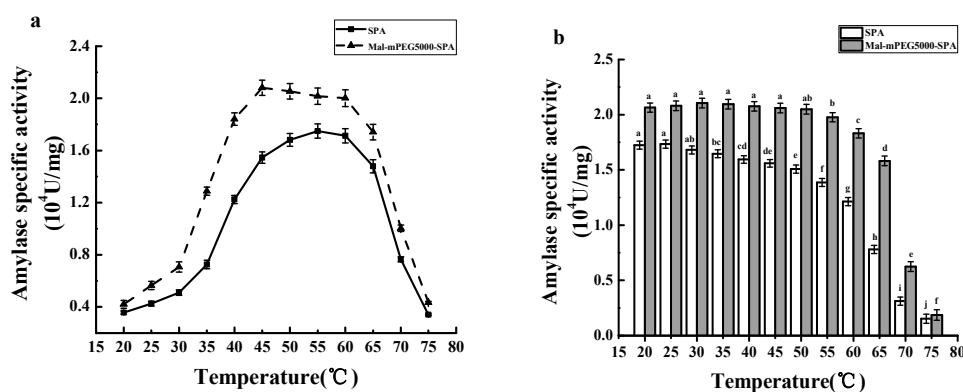 a
SPA
Mal-mPEG5000-SPA
Amylase specific activity
(10⁴U/mg)
2.4
2.0
1.6
1.2
0.8
0.4
15 20 25 30 35 40 45 50 55 60 65 70 75 80
Temperature(℃)
b
SPA
Mal-mPEG5000-SPA
Amylase specific activity
(10⁴U/mg)
2.5
2.0
1.5
1.0
0.5
0.0
a a a a a a ab b c d e f
a a ab bc cd de e f g h i j
15 20 25 30 35 40 45 50 55 60 65 70 75 80
Temperature(℃)